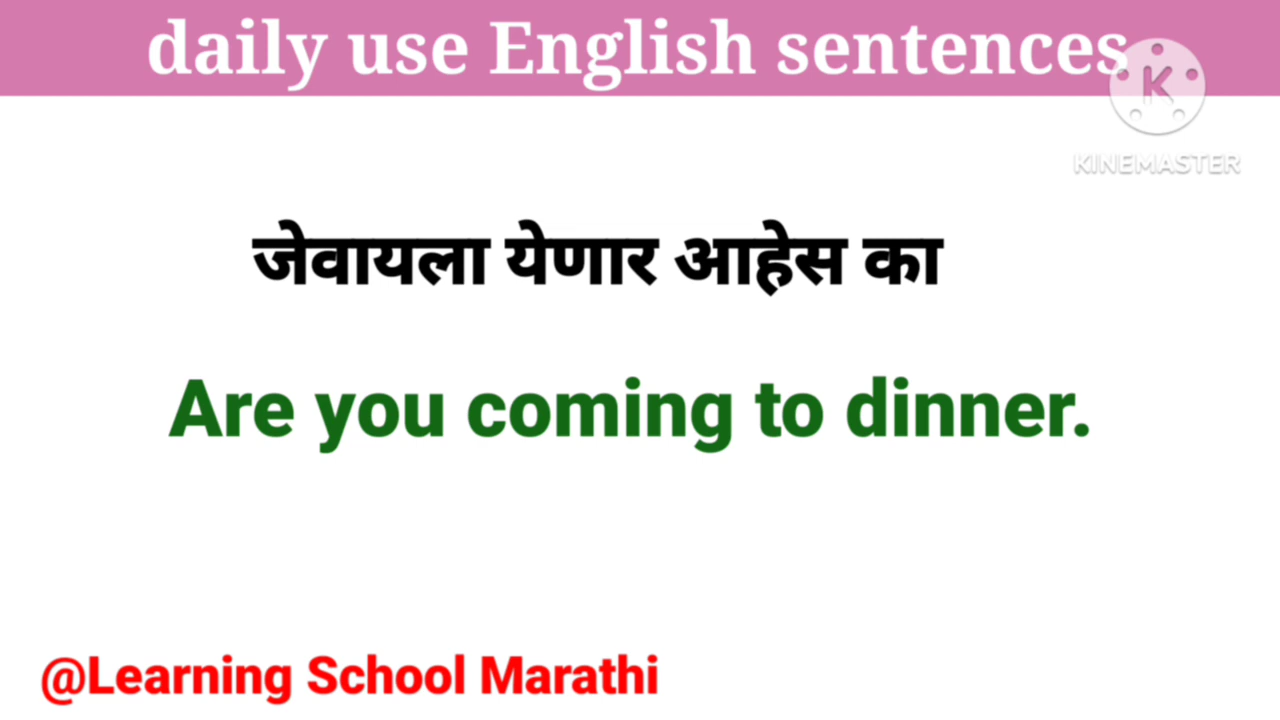 daily use English sentences
K
KINEMASTER
जेवायला येणार आहेस का
Are you coming to dinner.
@Learning School Marathi